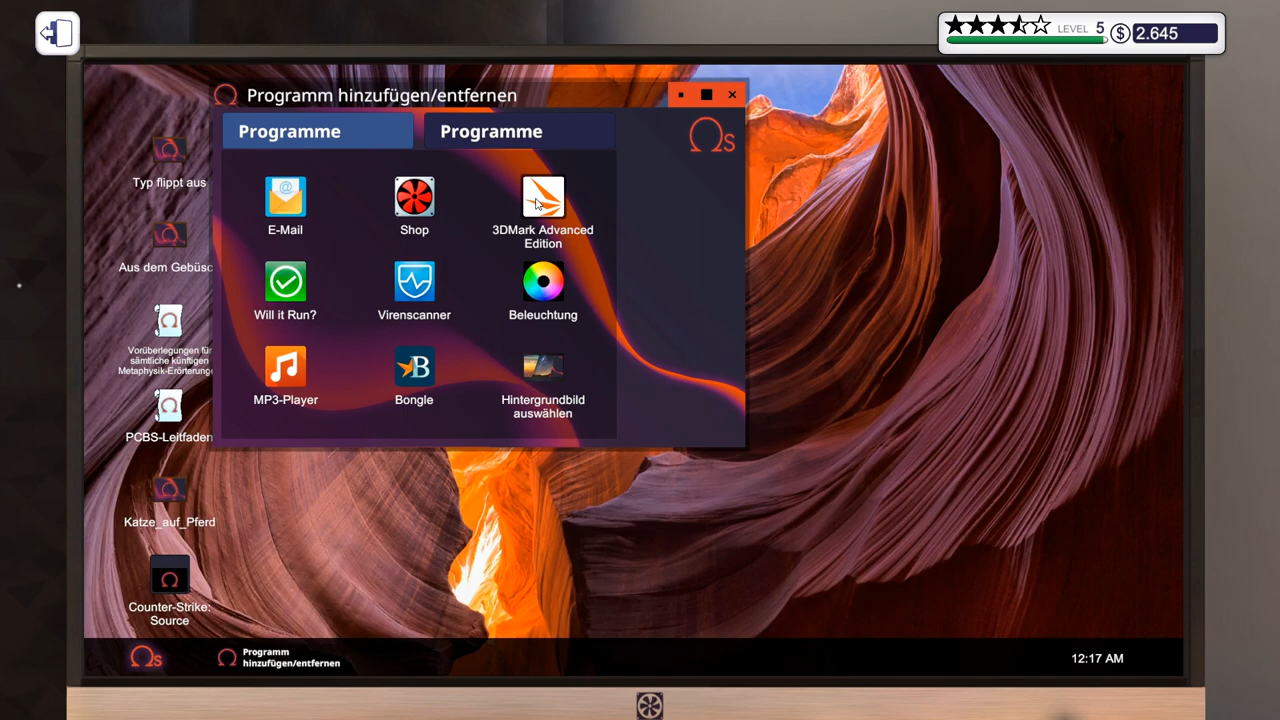 LEVEL 5
$ 2.645
Programm hinzufügen/entfernen
Programme
Programme
Ωs
E-Mail
Shop
3DMark Advanced
Edition
Will it Run?
Virenscanner
Beleuchtung
MP3-Player
Bongle
Hintergrundbild
auswählen
Typ flippt aus
Aus dem Gebüsc
Vorüberlegungen für
sämtliche künftigen
Metaphysik-Erörterunge
PCBS-Leitfaden
Katze_auf_Pferd
Counter-Strike:
Source
Ωs
Programm
hinzufügen/entfernen
12:17 AM